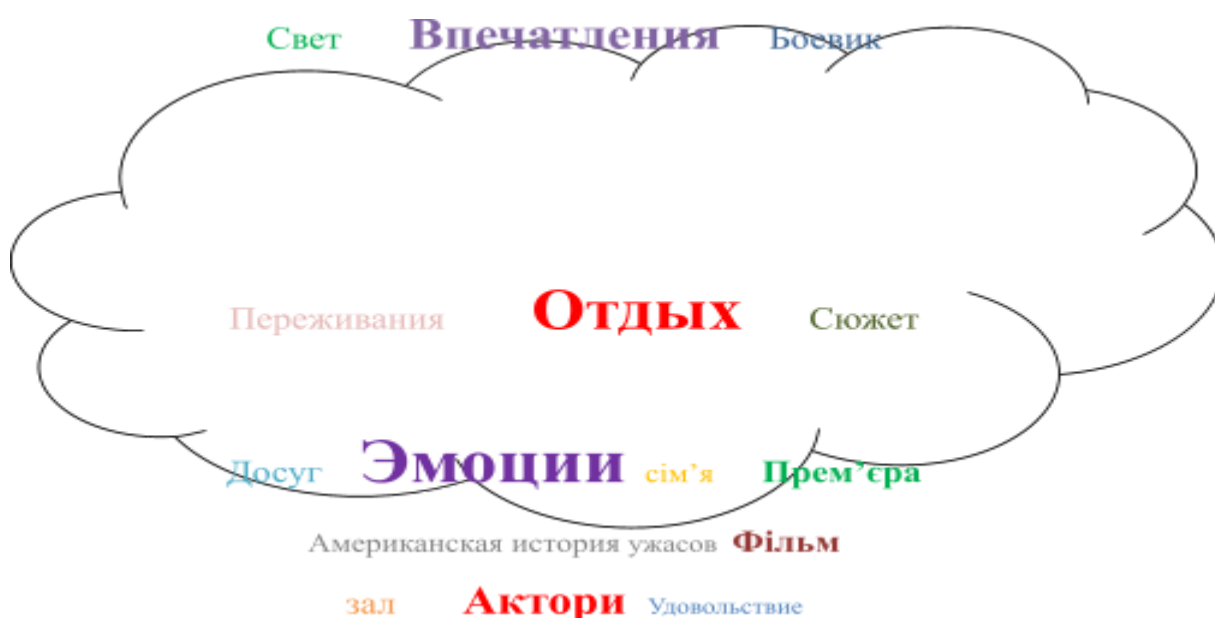 Свет Впечатления Боевик
Переживания Отдых Сюжет
Досуг Эмоции сім’я Прем’єра
Американская история ужасов Фільм
зал Актори Удовольствие